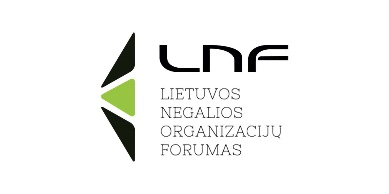 LNF
LIETUVOS
NEGALIOS
ORGANIZACIJŲ
FORUMAS